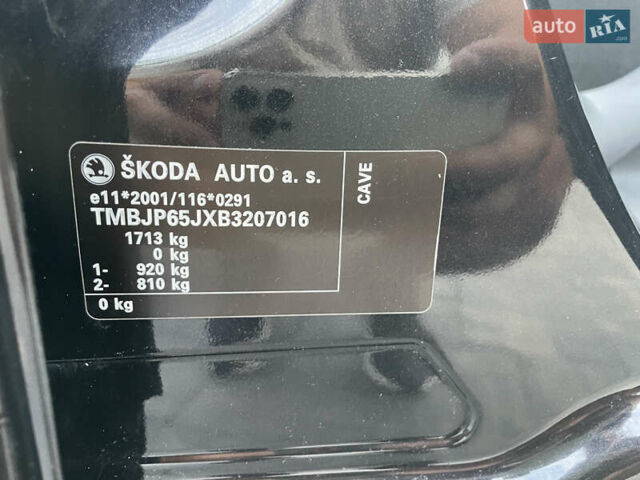 auto RIA
.com
ŠKODA AUTO a. s.
e11*2001/116*0291
TMBJP65JXB3207016
1713 kg
0 kg
1- 920 kg
2- 810 kg
0 kg
CAVE